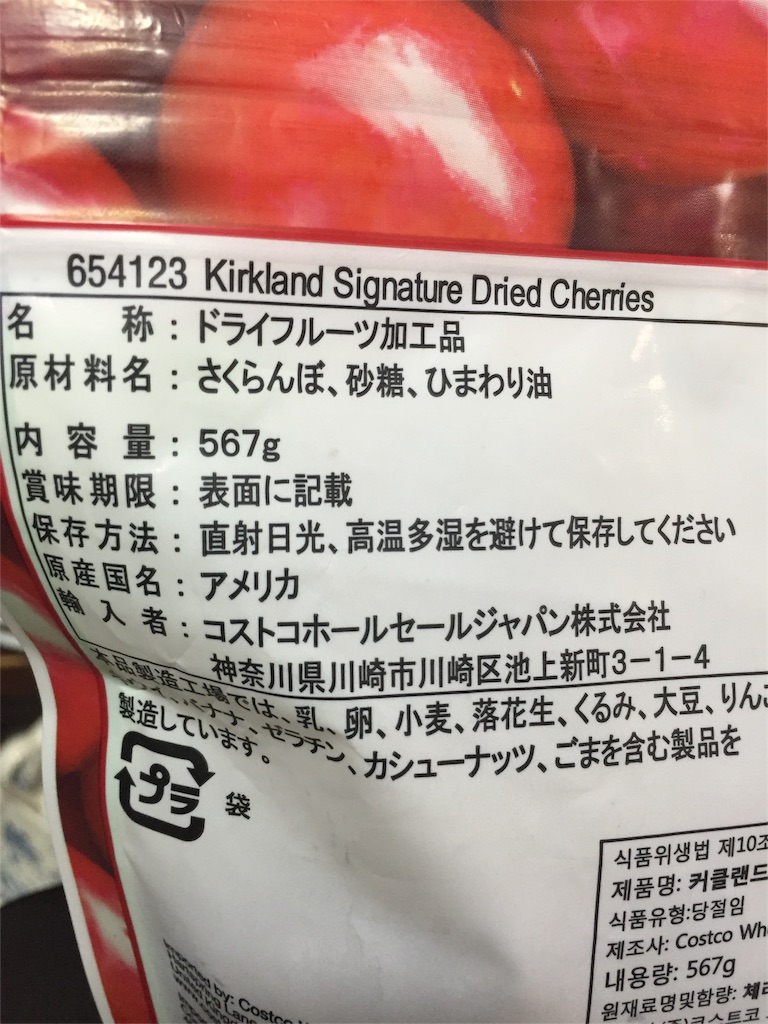 654123 Kirkland Signature Dried Cherries
名 称 : ドライフルーツ加工品
原材料名 : さくらんぼ、砂糖、ひまわり油
内 容 量 : 567g
賞味期限 : 表面に記載
保存方法 : 直射日光、高温多湿を避けて保存してください
原産国名 : アメリカ
輸 入 者 : コストコホールセールジャパン株式会社
神奈川県川崎市川崎区池上新町3-1-4
本品製造工場では、乳、卵、小麦、落花生、くるみ、大豆、りんご
バナナ、ゼラチン、カシューナッツ、ごまを含む製品を
製造しています。
プラ 袋
식품위생법 제10조
제품명: 커클랜드
식품유형:당절임
제조사: Costco Wh
내용량: 567g
원재료명및함량: 체리
Imported by: Costco